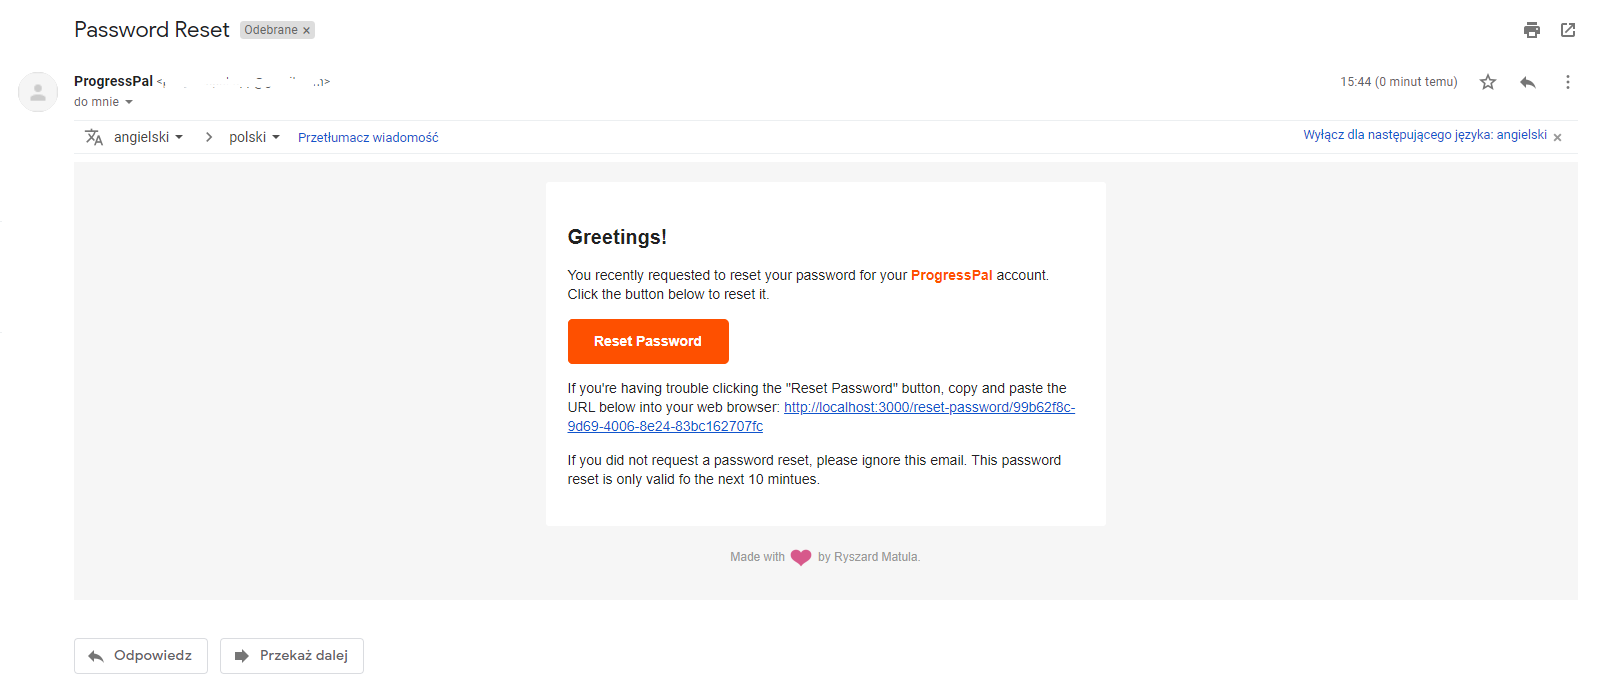 Password Reset Odebrane ×
ProgressPal
15:44 (0 minut temu)
do mnie
angielski > polski Przetłumacz wiadomość
Wyłącz dla następującego języka: angielski ×
Greetings!
You recently requested to reset your password for your ProgressPal account.
Click the button below to reset it.
Reset Password
If you're having trouble clicking the "Reset Password" button, copy and paste the
URL below into your web browser: http://localhost:3000/reset-password/99b62f8c-
9d69-4006-8e24-83bc162707fc
If you did not request a password reset, please ignore this email. This password
reset is only valid fo the next 10 mintues.
Made with ❤ by Ryszard Matula.
Odpowiedz
Przekaż dalej